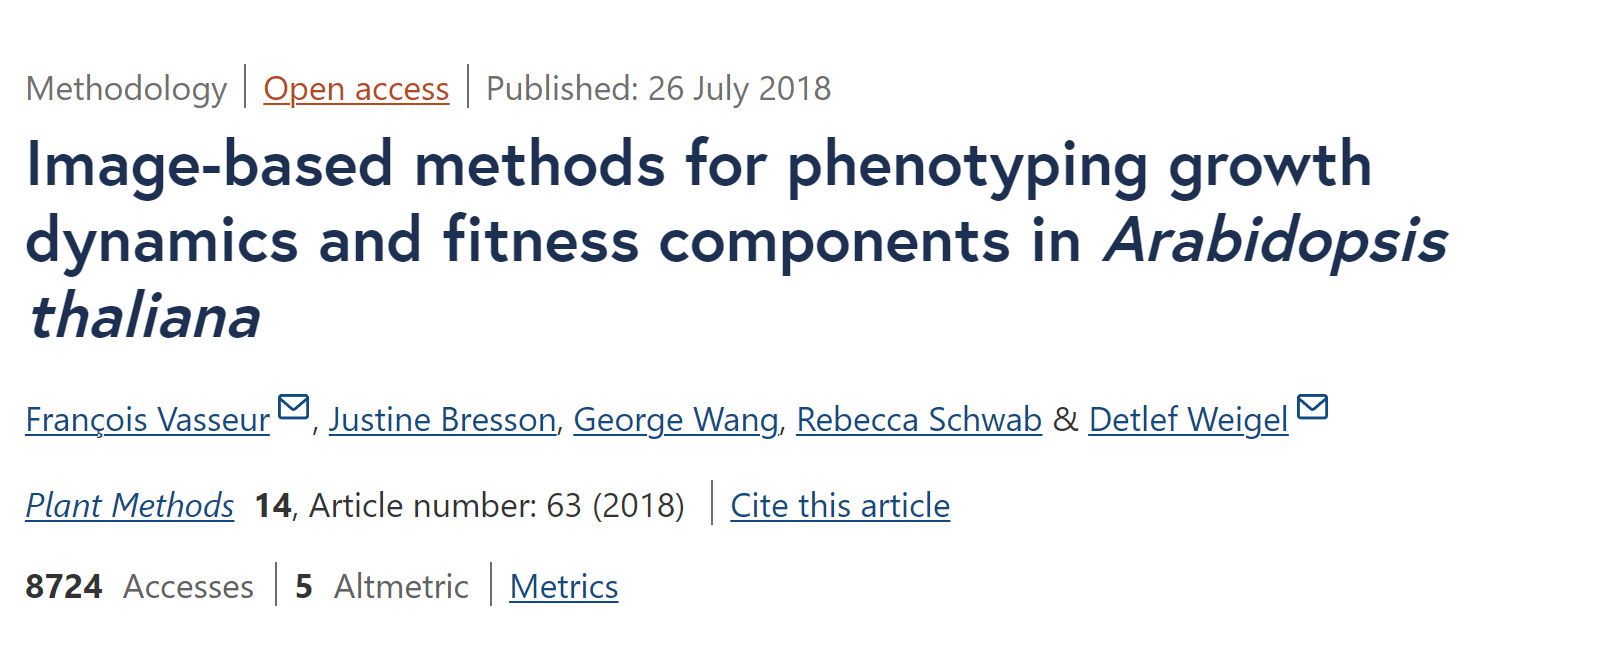 Methodology | Open access | Published: 26 July 2018
Image-based methods for phenotyping growth
dynamics and fitness components in Arabidopsis
thaliana
François Vasseur, Justine Bresson, George Wang, Rebecca Schwab & Detlef Weigel
Plant Methods 14, Article number: 63 (2018) | Cite this article
8724 Accesses | 5 Altmetric | Metrics